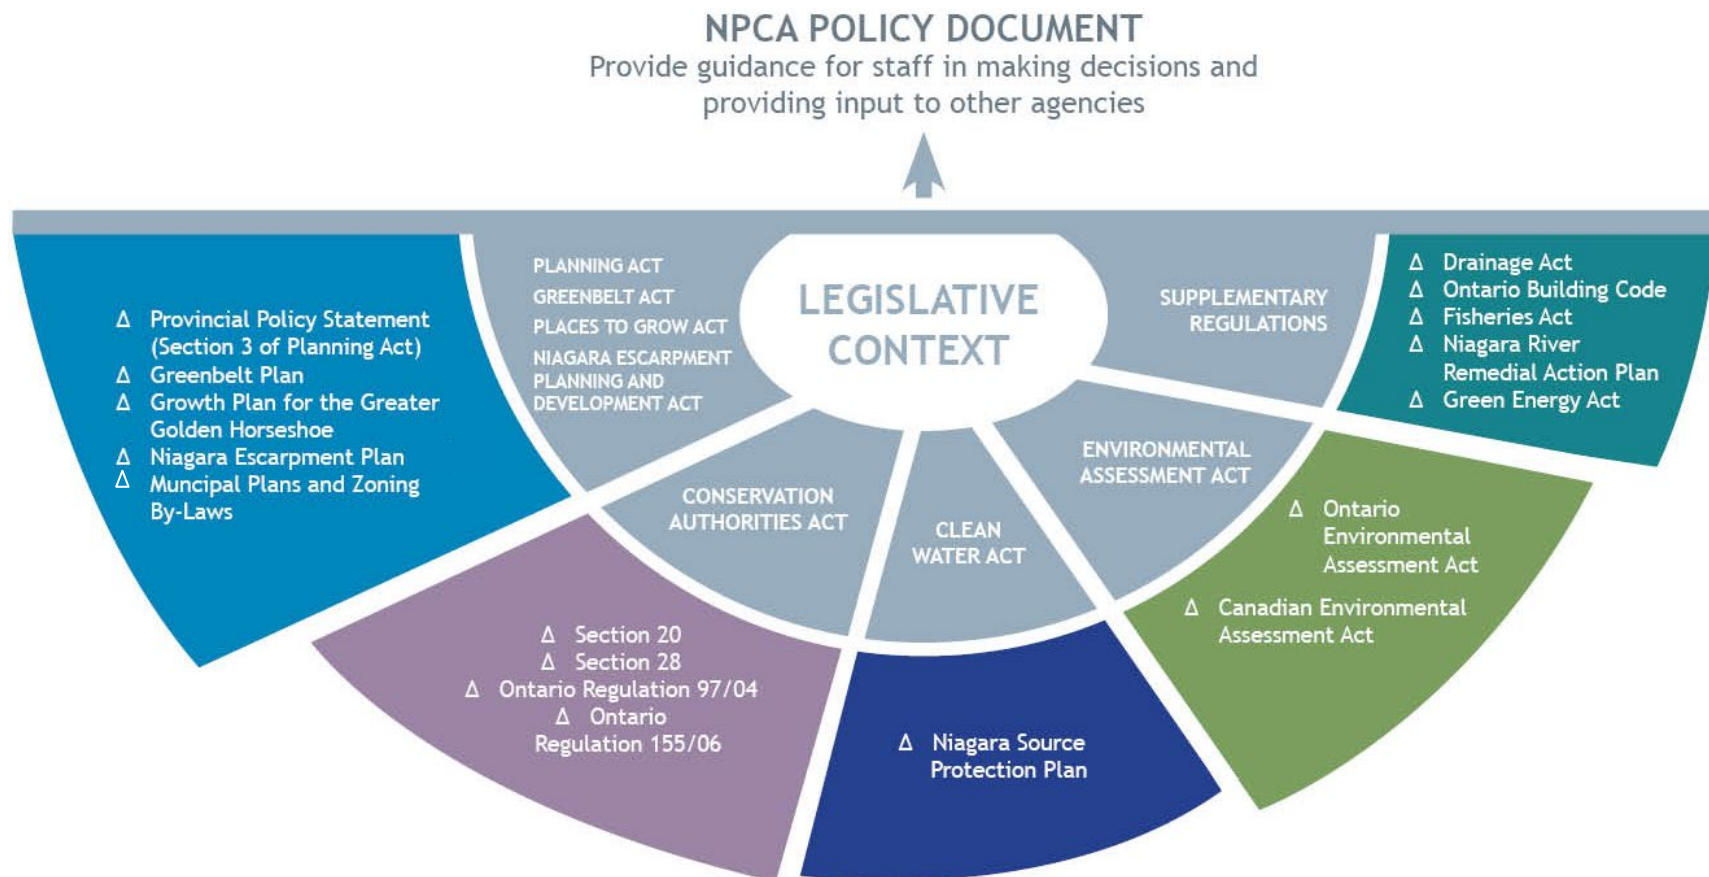 NPCA POLICY DOCUMENT
Provide guidance for staff in making decisions and
providing input to other agencies
Δ Provincial Policy Statement
(Section 3 of Planning Act)
Δ Greenbelt Plan
Δ Growth Plan for the Greater
Golden Horseshoe
Δ Niagara Escarpment Plan
Δ Muncipal Plans and Zoning
By-Laws
PLANNING ACT
GREENBELT ACT
PLACES TO GROW ACT
NIAGARA ESCARPMENT
PLANNING AND
DEVELOPMENT ACT
LEGISLATIVE
CONTEXT
SUPPLEMENTARY
REGULATIONS
Δ Drainage Act
Δ Ontario Building Code
Δ Fisheries Act
Δ Niagara River
Remedial Action Plan
Δ Green Energy Act
CONSERVATION
AUTHORITIES ACT
CLEAN
WATER ACT
ENVIRONMENTAL
ASSESSMENT ACT
Δ Section 20
Δ Section 28
Δ Ontario Regulation 97/04
Δ Ontario
Regulation 155/06
Δ Niagara Source
Protection Plan
Δ Ontario
Environmental
Assessment Act
Δ Canadian Environmental
Assessment Act